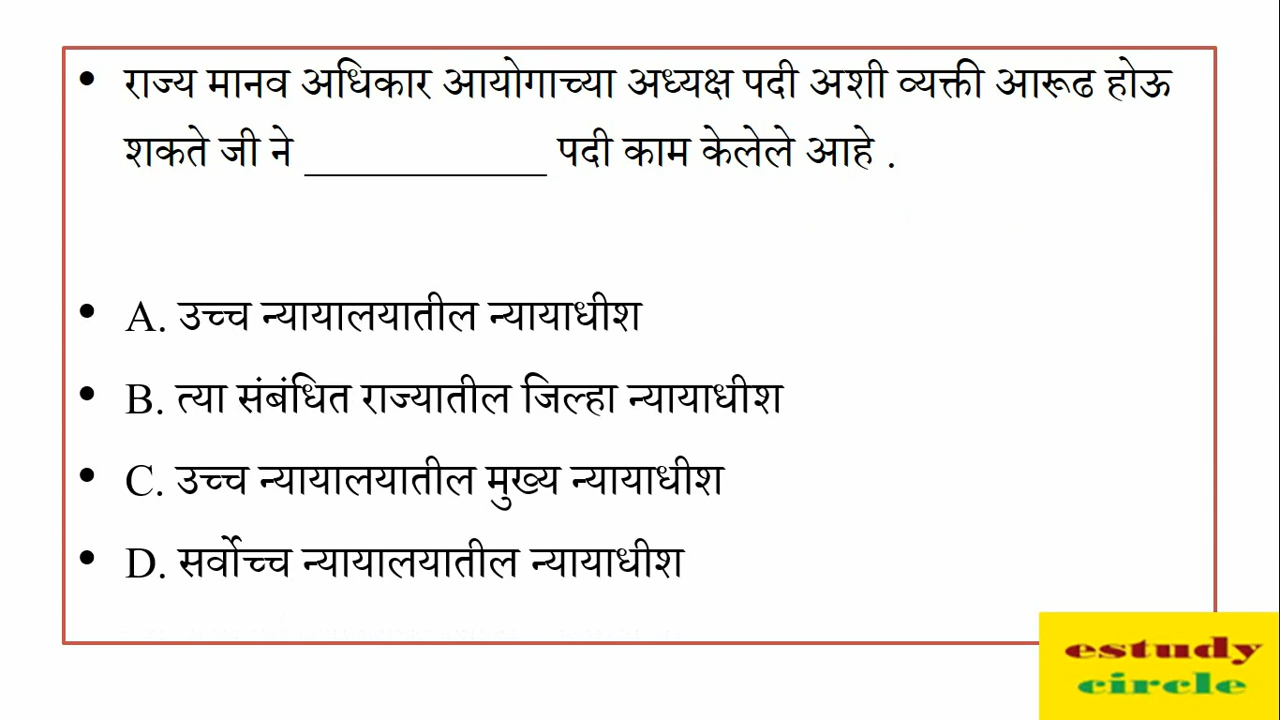 • राज्य मानव अधिकार आयोगाच्या अध्यक्ष पदी अशी व्यक्ती आरूढ होऊ
शकते जी ने ___________ पदी काम केलेले आहे .
• A. उच्च न्यायालयातील न्यायाधीश
• B. त्या संबंधित राज्यातील जिल्हा न्यायाधीश
• C. उच्च न्यायालयातील मुख्य न्यायाधीश
• D. सर्वोच्च न्यायालयातील न्यायाधीश
estudy
circle